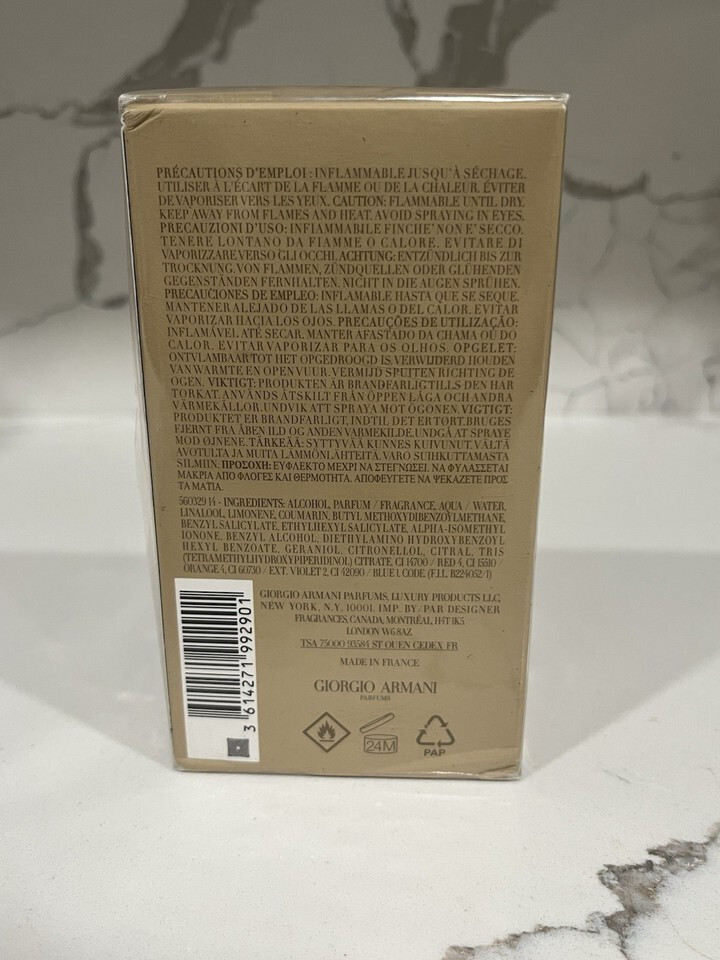 PRÉCAUTIONS D'EMPLOI : INFLAMMABLE JUSQU'À SÉCHAGE.
UTILISER À L'ÉCART DE LA FLAMME OU DE LA CHALEUR. ÉVITER
DE VAPORISER VERS LES YEUX. CAUTION: FLAMMABLE UNTIL DRY.
KEEP AWAY FROM FLAMES AND HEAT. AVOID SPRAYING IN EYES.
PRECAUZIONI D'USO: INFIAMMABILE FINCHE' NON E' SECCO.
TENERE LONTANO DA FIAMME O CALORE. EVITARE DI
VAPORIZZARE VERSO GLI OCCHI. ACHTUNG: ENTZÜNDLICH BIS ZUR
TROCKNUNG. VON FLAMMEN, ZÜNDQUELLEN ODER GLÜHENDEN
GEGENSTÄNDEN FERNHALTEN. NICHT IN DIE AUGEN SPRÜHEN.
PRECAUCIONES DE EMPLEO: INFLAMABLE HASTA QUE SE SEQUE.
MANTENER ALEJADO DE LAS LLAMAS O DEL CALOR. EVITAR
VAPORIZAR HACIA LOS OJOS. PRECAUÇÕES DE UTILIZAÇÃO:
INFLAMÁVEL ATÉ SECAR. MANTER AFASTADO DA CHAMA OU DO
CALOR. EVITAR VAPORIZAR PARA OS OLHOS. OPGELET:
ONTVLAMBAAR TOT HET OPGEDROOGD IS. VERWIJDERD HOUDEN
VAN WARMTE EN OPEN VUUR. VERMIJD SPUITEN RICHTING DE
OGEN. VIKTIGT: PRODUKTEN ÄR BRANDFARLIG TILLS DEN HAR
TORKAT. ANVÄNDS ÅTSKILT FRÅN ÖPPEN LÅGA OCH ANDRA
VÄRMEKÄLLOR. UNDVIK ATT SPRAYA MOT ÖGONEN. VIGTIGT:
PRODUKTET ER BRANDFARLIGT, INDTIL DET ER TØRT. BRUGES
FJERNT FRA ÅBEN ILD OG ANDEN VARMEKILDE. UNDGÅ AT SPRAYE
MOD ØJNENE. TÄRKEÄÄ: SYTTYVÄÄ KUNNES KUIVUNUT. VÄLTÄ
AVOTULTA JA MUITA LÄMMÖNLÄHTEITÄ. VARO SUIHKUTTAMASTA
SILMIIN. ΠΡΟΣΟΧΗ: ΕΥΦΛΕΚΤΟ ΜΕΧΡΙ ΝΑ ΣΤΕΓΝΩΣΕΙ. ΝΑ ΦΥΛΑΣΣΕΤΑΙ
ΜΑΚΡΙΑ ΑΠΟ ΦΛΟΓΕΣ ΚΑΙ ΘΕΡΜΟΤΗΤΑ. ΑΠΟΦΕΥΓΕΤΕ ΝΑ ΨΕΚΑΖΕΤΕ ΠΡΟΣ
ΤΑ ΜΑΤΙΑ.
560329 14 - INGREDIENTS: ALCOHOL, PARFUM / FRAGRANCE, AQUA / WATER,
LINALOOL, LIMONENE, COUMARIN, BUTYL METHOXYDIBENZOYLMETHANE,
BENZYL SALICYLATE, ETHYLHEXYL SALICYLATE, ALPHA-ISOMETHYL
IONONE, BENZYL ALCOHOL, DIETHYLAMINO HYDROXYBENZOYL
HEXYL BENZOATE, GERANIOL, CITRONELLOL, CITRAL, TRIS
(TETRAMETHYLHYDROXYPIPERIDINOL) CITRATE, CI 14700 / RED 4, CI 15510 /
ORANGE 4, CI 60730 / EXT. VIOLET 2, CI 42090 / BLUE 1. CODE (F.I.L. B224052/1)
GIORGIO ARMANI PARFUMS, LUXURY PRODUCTS LLC,
NEW YORK, N.Y. 10001. IMP. BY/PAR DESIGNER
FRAGRANCES, CANADA, MONTRÉAL, H4T 1K5
LONDON W6 8AZ
TSA 75000 93584 ST OUEN CEDEX FR
MADE IN FRANCE
GIORGIO ARMANI
PARFUMS
3 614271 992901
24M
PAP